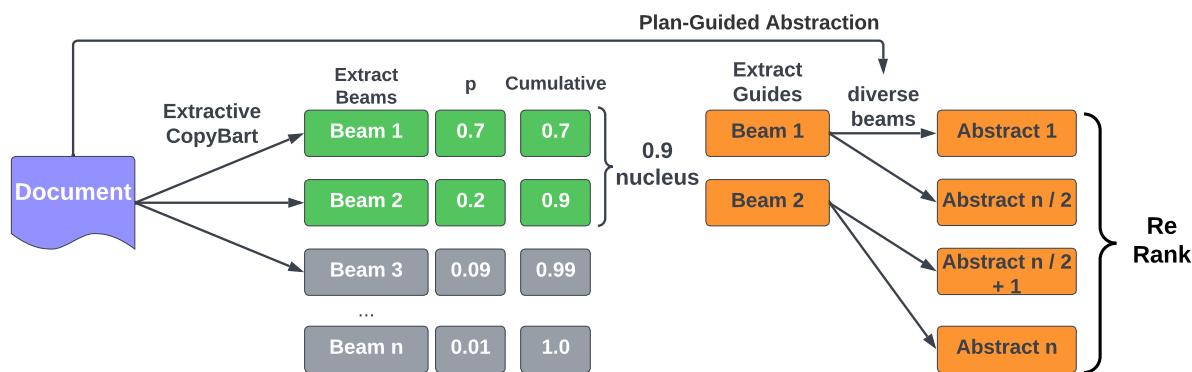 Plan-Guided Abstraction
Document
Extractive
CopyBart
Extract
Beams
p
Cumulative
Beam 1
0.7
0.7
Beam 2
0.2
0.9
Beam 3
0.09
0.99
...
Beam n
0.01
1.0
0.9
nucleus
Extract
Guides
Beam 1
Beam 2
diverse
beams
Abstract 1
Abstract n / 2
Abstract n / 2
+ 1
Abstract n
Re
Rank